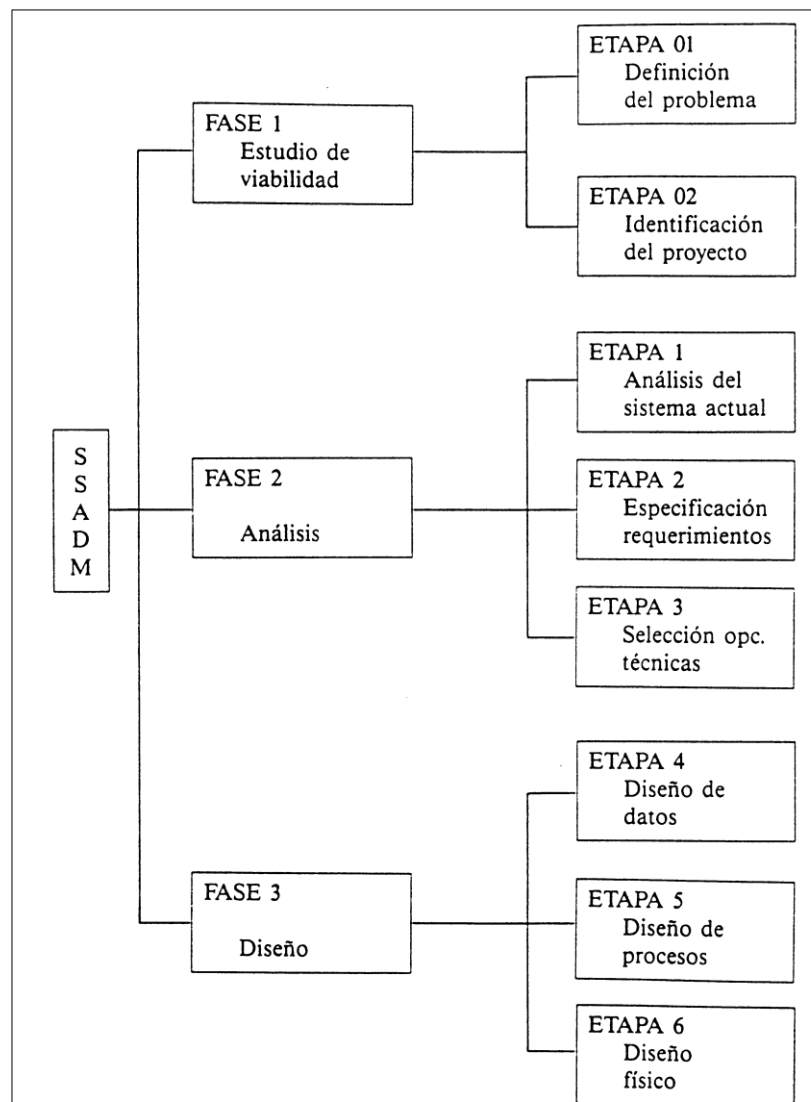 ETAPA 01
Definición
del problema
FASE 1
Estudio de
viabilidad
ETAPA 02
Identificación
del proyecto
ETAPA 1
Análisis del
sistema actual
S
S
A
D
M
FASE 2
Análisis
ETAPA 2
Especificación
requerimientos
ETAPA 3
Selección opc.
técnicas
ETAPA 4
Diseño de
datos
FASE 3
Diseño
ETAPA 5
Diseño de
procesos
ETAPA 6
Diseño
físico